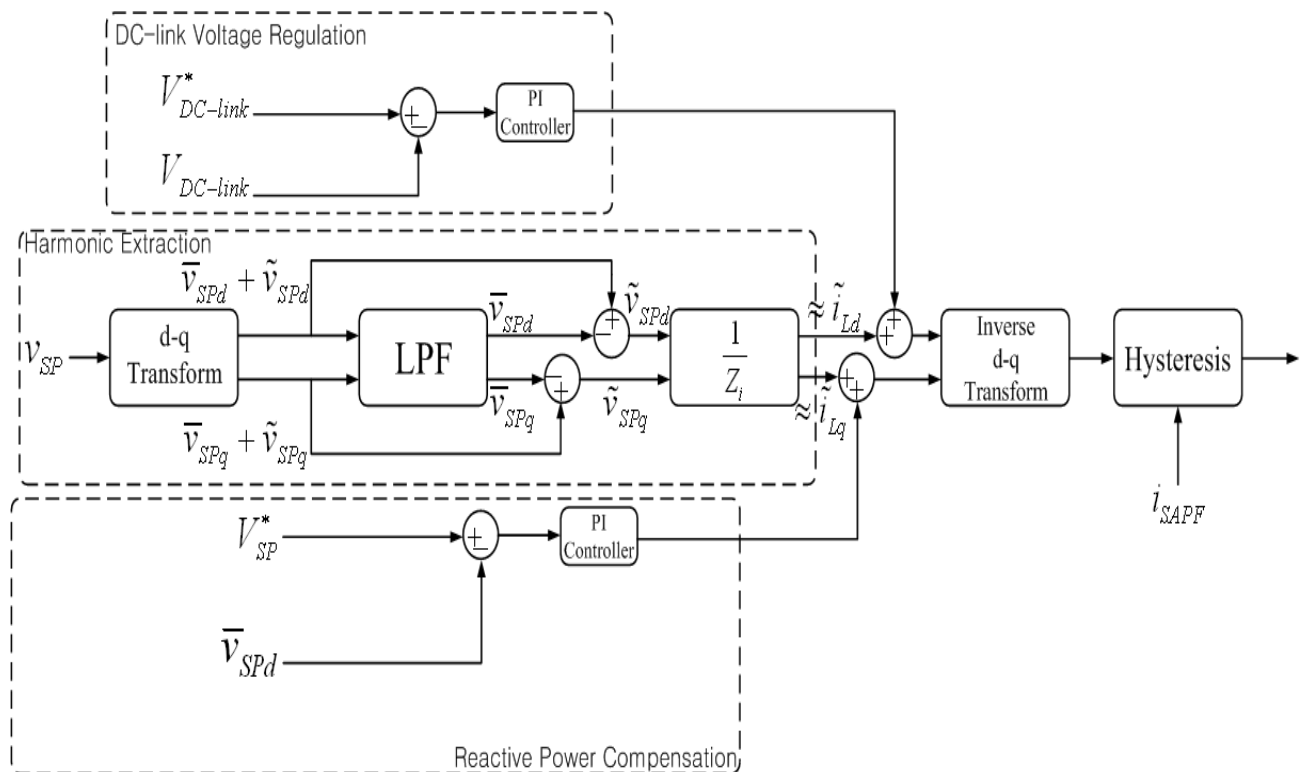 DC-link Voltage Regulation
V*DC-link
+
−
PI
Controller
VDC-link
Harmonic Extraction
v̄SPd + ṽSPd
v̄SPd
ṽSPd
≈ ĩLd
vSP
d-q
Transform
LPF
−
+
1
Zi
+
+
Inverse
d-q
Transform
Hysteresis
−
+
+
+
v̄SPq
ṽSPq
≈ ĩLq
v̄SPq + ṽSPq
iSAPF
V*SP
+
−
PI
Controller
v̄SPd
Reactive Power Compensation